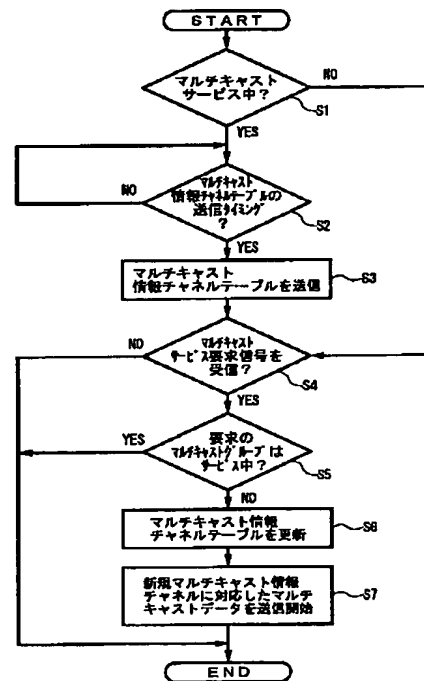 START
マルチキャスト
サービス中?
NO
S1
YES
マルチキャスト
情報チャネルテーブルの
送信タイミング
?
NO
S2
YES
マルチキャスト
情報チャネルテーブルを送信
S3
マルチキャスト
サービス要求信号を
受信?
NO
S4
YES
要求の
マルチキャストグループは
サービス中?
YES
S5
NO
マルチキャスト情報
チャネルテーブルを更新
S6
新規マルチキャスト情報
チャネルに対応したマルチ
キャストデータを送信開始
S7
END